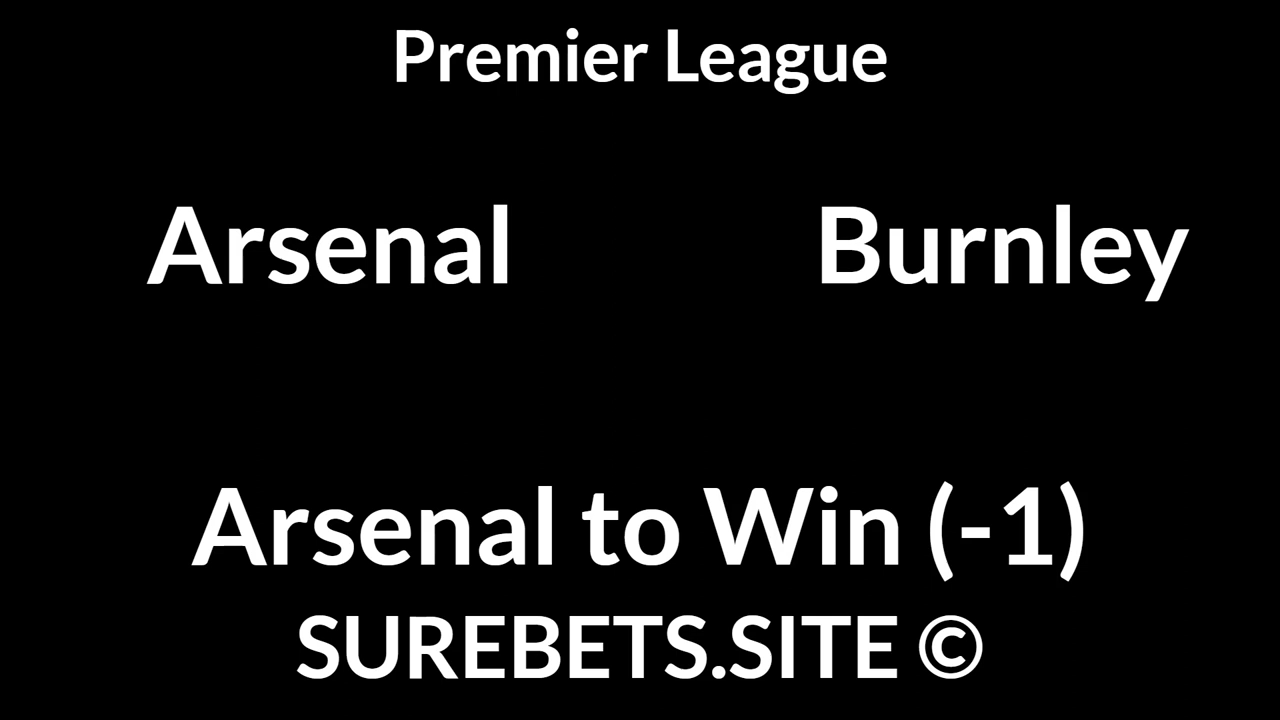 Premier League
Arsenal Burnley
Arsenal to Win (-1)
SUREBETS.SITE ©